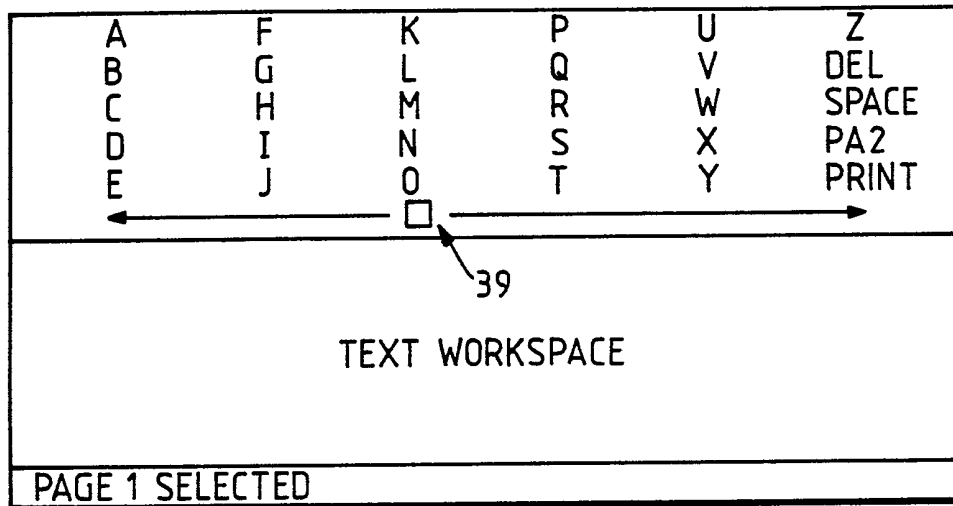 A F K P U Z
B G L Q V DEL
C H M R W SPACE
D I N S X PA2
E J O T Y PRINT
39
TEXT WORKSPACE
PAGE 1 SELECTED